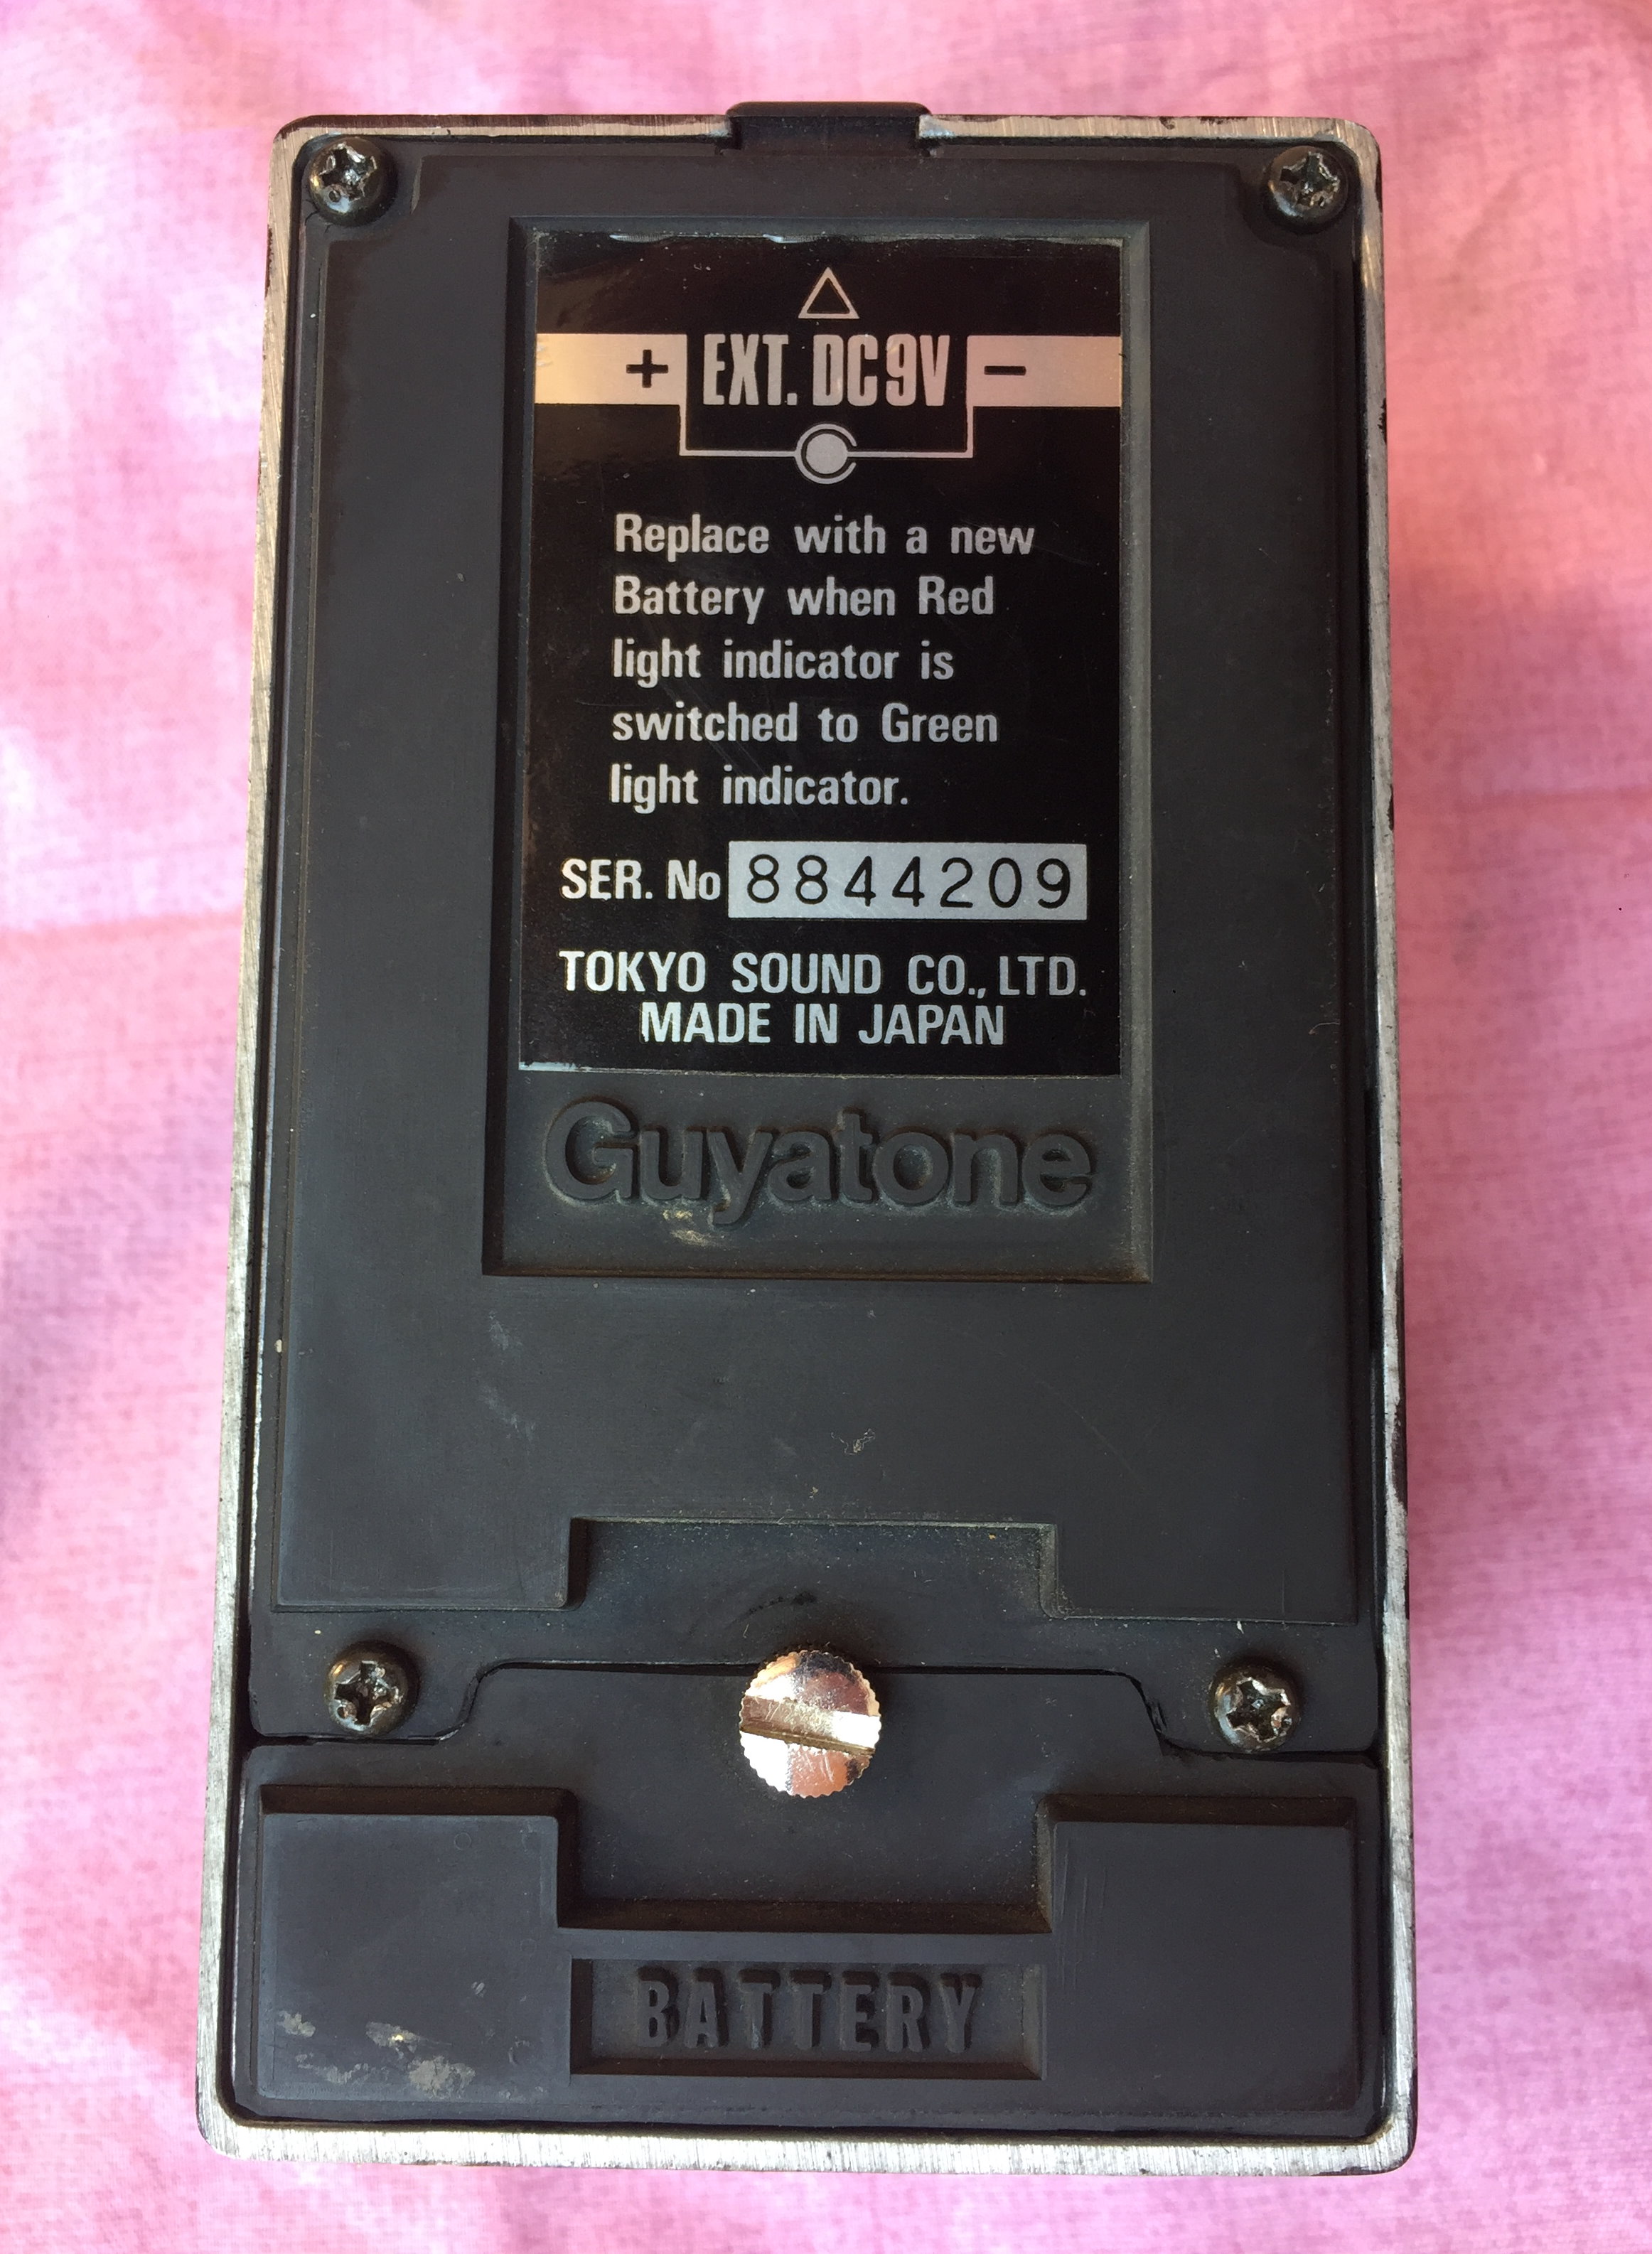 + EXT. DC9V −
Replace with a new
Battery when Red
light indicator is
switched to Green
light indicator.
SER. No 8844209
TOKYO SOUND CO., LTD.
MADE IN JAPAN
Guyatone
BATTERY